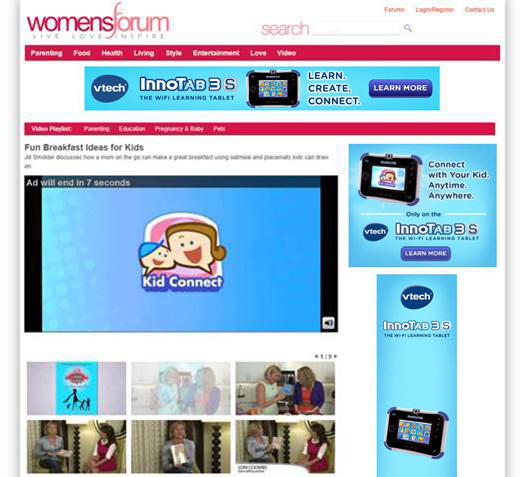 Forums Login/Register Contact Us
womensforum
LIVE LOVE INSPIRE
search
Parenting Food Health Living Style Entertainment Love Video
vtech InnoTab 3 S
THE WIFI LEARNING TABLET
LEARN.
CREATE.
CONNECT.
LEARN MORE
Video Playlist: Parenting Education Pregnancy & Baby Pets
Fun Breakfast Ideas for Kids
Jill Smokler discusses how a mom on the go can make a great breakfast using oatmeal and placemats kids can draw
on
Ad will end in 7 seconds
Kid Connect
Connect
with Your Kid.
Anytime.
Anywhere.
Only on the
vtech InnoTab 3 S
THE WI-FI LEARNING TABLET
LEARN MORE
vtech
InnoTab 3 S
THE WI-FI LEARNING TABLET
1 / 9
LONI COOMBS